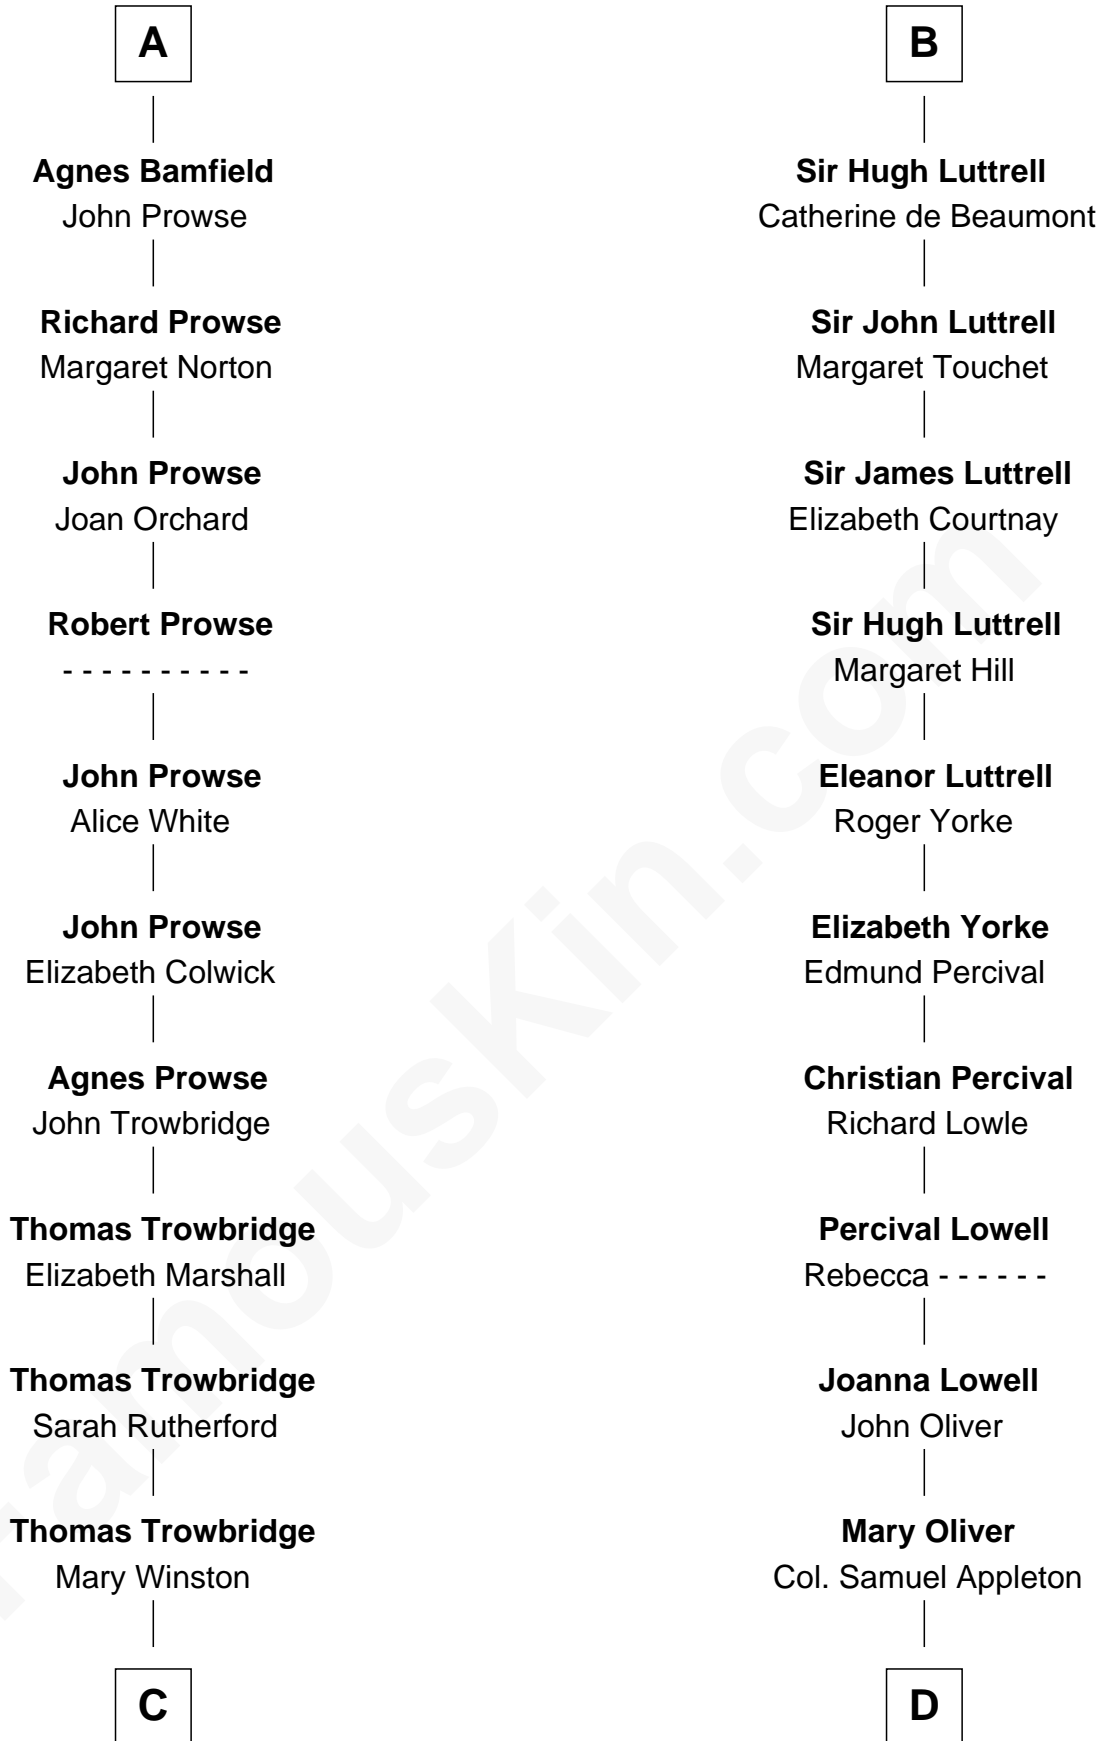 A
Agnes Bamfield
John Prowse
Richard Prowse
Margaret Norton
John Prowse
Joan Orchard
Robert Prowse
- - - - - - - - - -
John Prowse
Alice White
John Prowse
Elizabeth Colwick
Agnes Prowse
John Trowbridge
Thomas Trowbridge
Elizabeth Marshall
Thomas Trowbridge
Sarah Rutherford
Thomas Trowbridge
Mary Winston
C
B
Sir Hugh Luttrell
Catherine de Beaumont
Sir John Luttrell
Margaret Touchet
Sir James Luttrell
Elizabeth Courtnay
Sir Hugh Luttrell
Margaret Hill
Eleanor Luttrell
Roger Yorke
Elizabeth Yorke
Edmund Percival
Christian Percival
Richard Lowle
Percival Lowell
Rebecca - - - - - -
Joanna Lowell
John Oliver
Mary Oliver
Col. Samuel Appleton
D
FamousKin.com